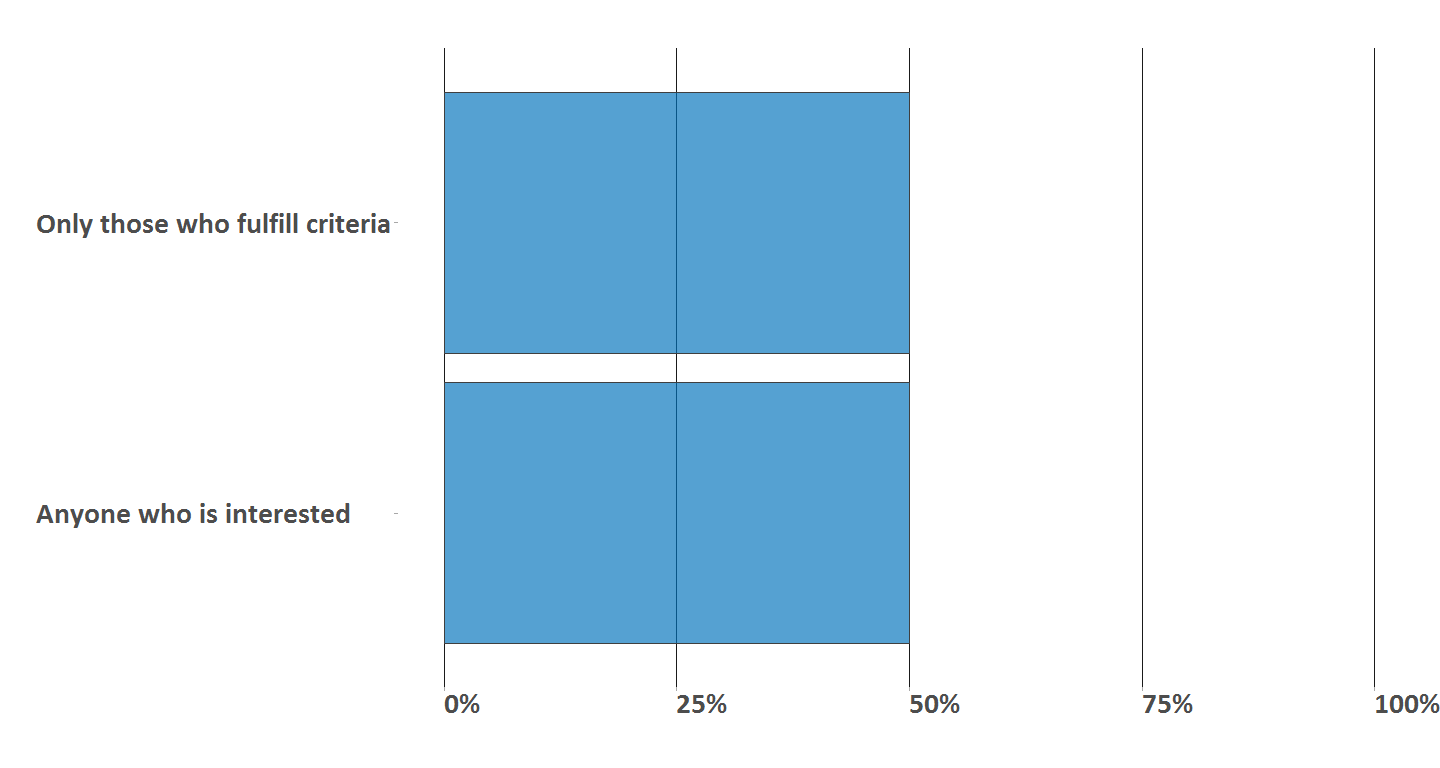 Only those who fulfill criteria
Anyone who is interested
0% 25% 50% 75% 100%